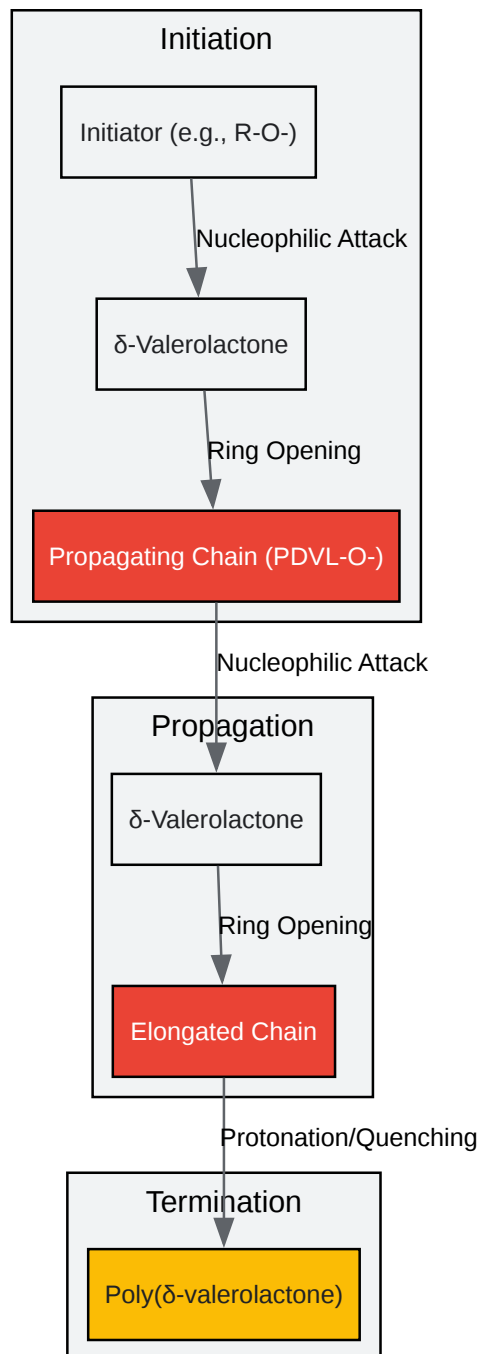 Initiation
Initiator (e.g., R-O-)
Nucleophilic Attack
δ-Valerolactone
Ring Opening
Propagating Chain (PDVL-O-)
Nucleophilic Attack
Propagation
δ-Valerolactone
Ring Opening
Elongated Chain
Protonation/Quenching
Termination
Poly(δ-valerolactone)